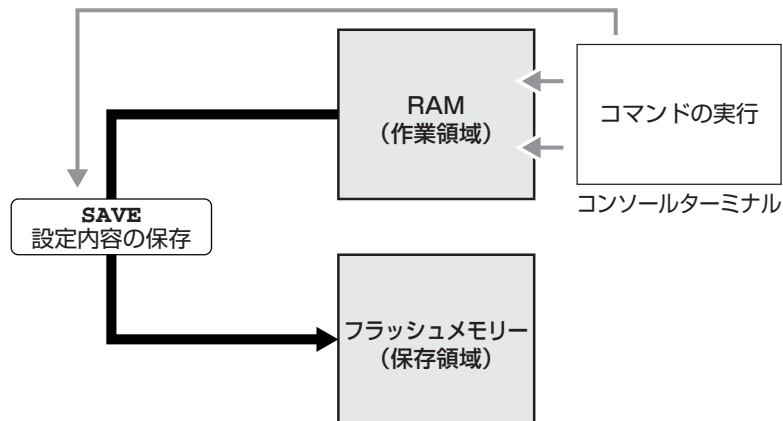 RAM
（作業領域）
コマンドの実行
コンソールターミナル
SAVE
設定内容の保存
フラッシュメモリー
（保存領域）